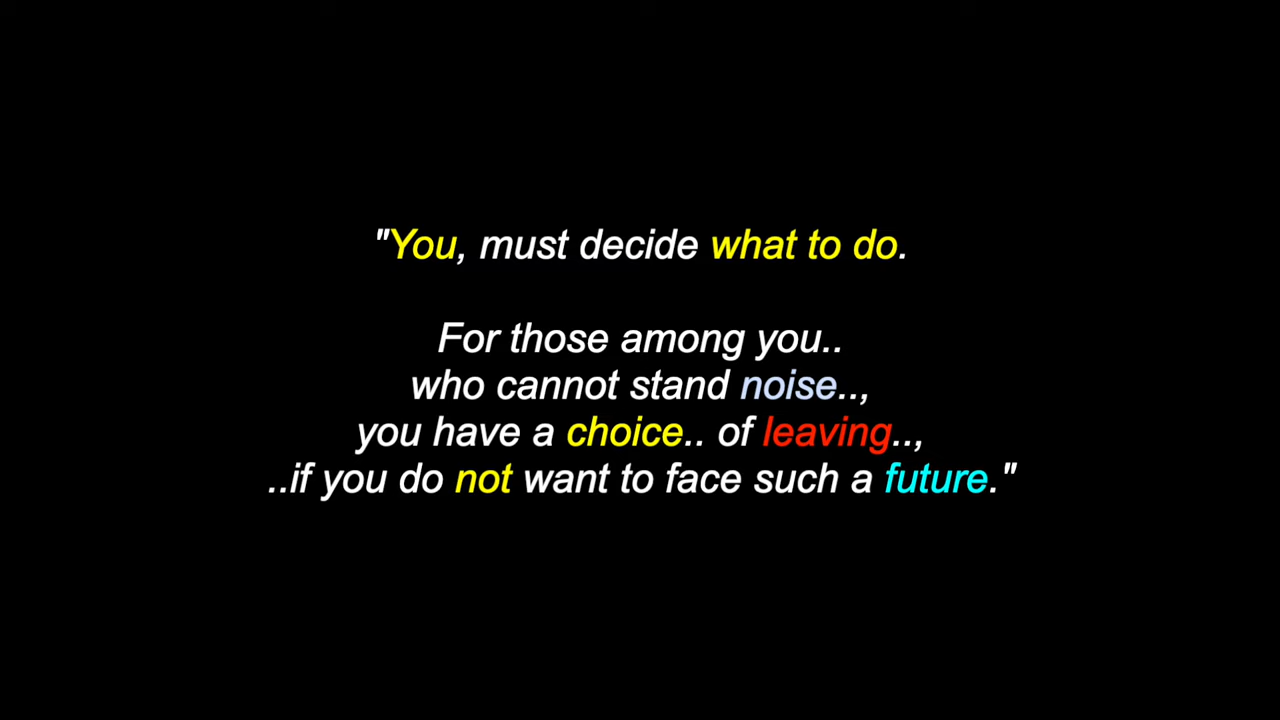 "You, must decide what to do.
For those among you..
who cannot stand noise..,
you have a choice.. of leaving..,
..if you do not want to face such a future."